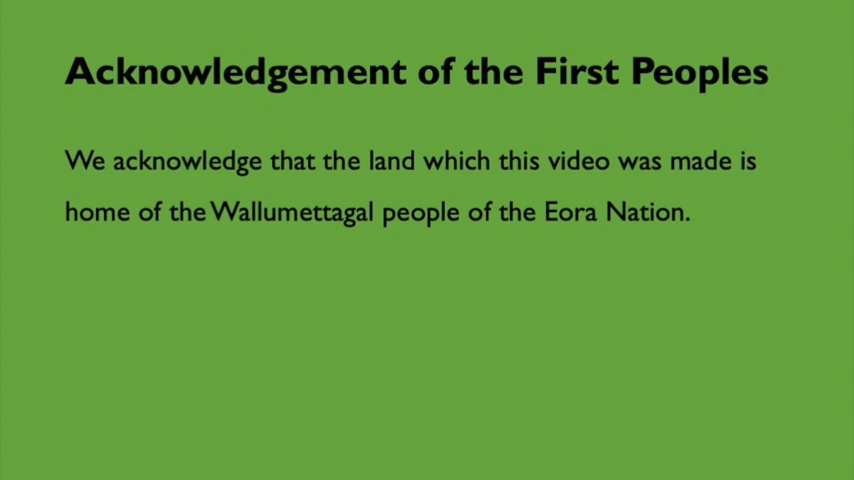 Acknowledgement of the First Peoples
We acknowledge that the land which this video was made is
home of the Wallumettagal people of the Eora Nation.